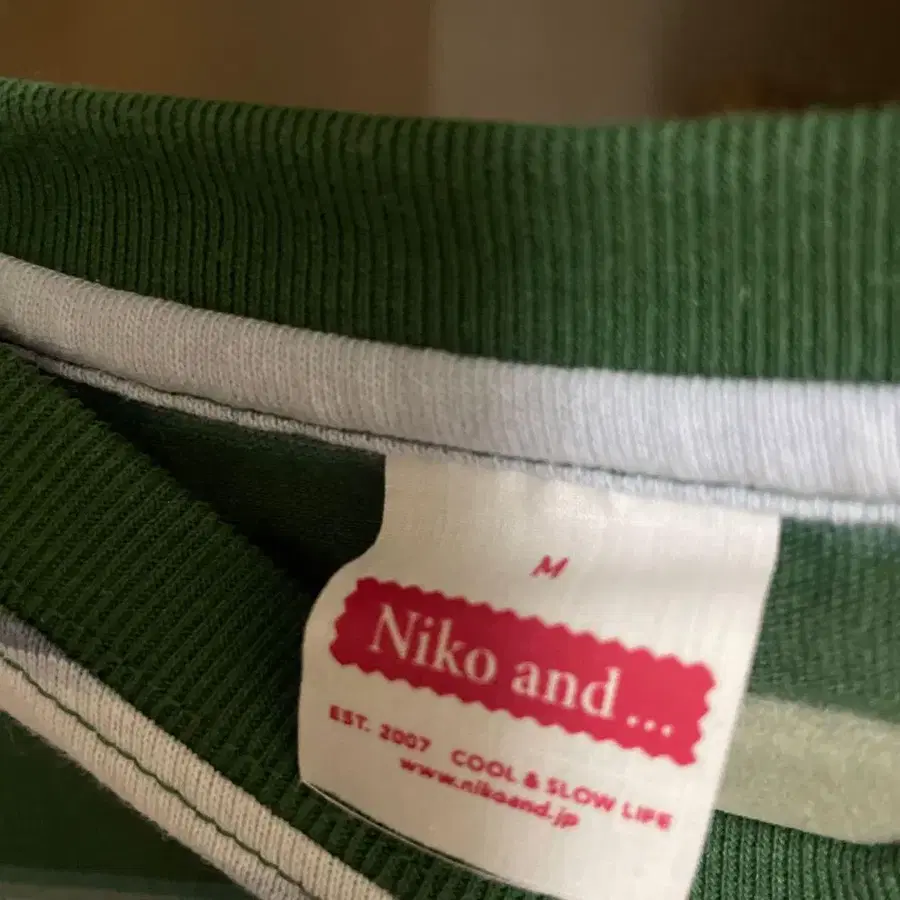 M
Niko and ...
EST. 2007 COOL & SLOW LIFE
www.nikoand.jp